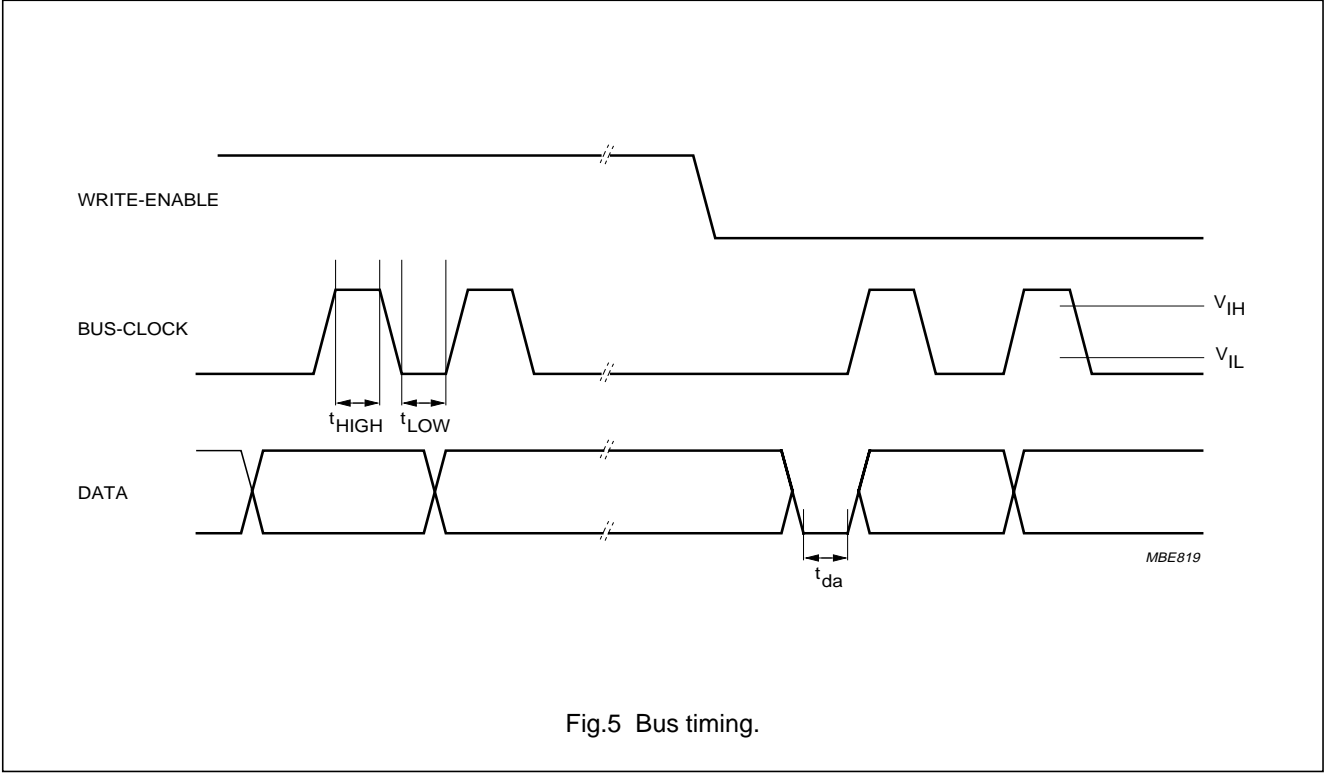 WRITE-ENABLE
BUS-CLOCK
VIH
VIL
tHIGH
tLOW
DATA
MBE819
tda
Fig.5 Bus timing.